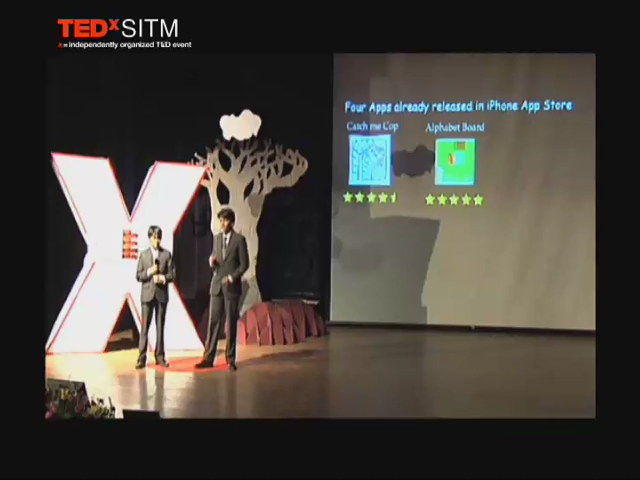 TEDxSITM
x = independently organized TED event
Four Apps already released in iPhone App Store
Catch me Cop
Alphabet Board